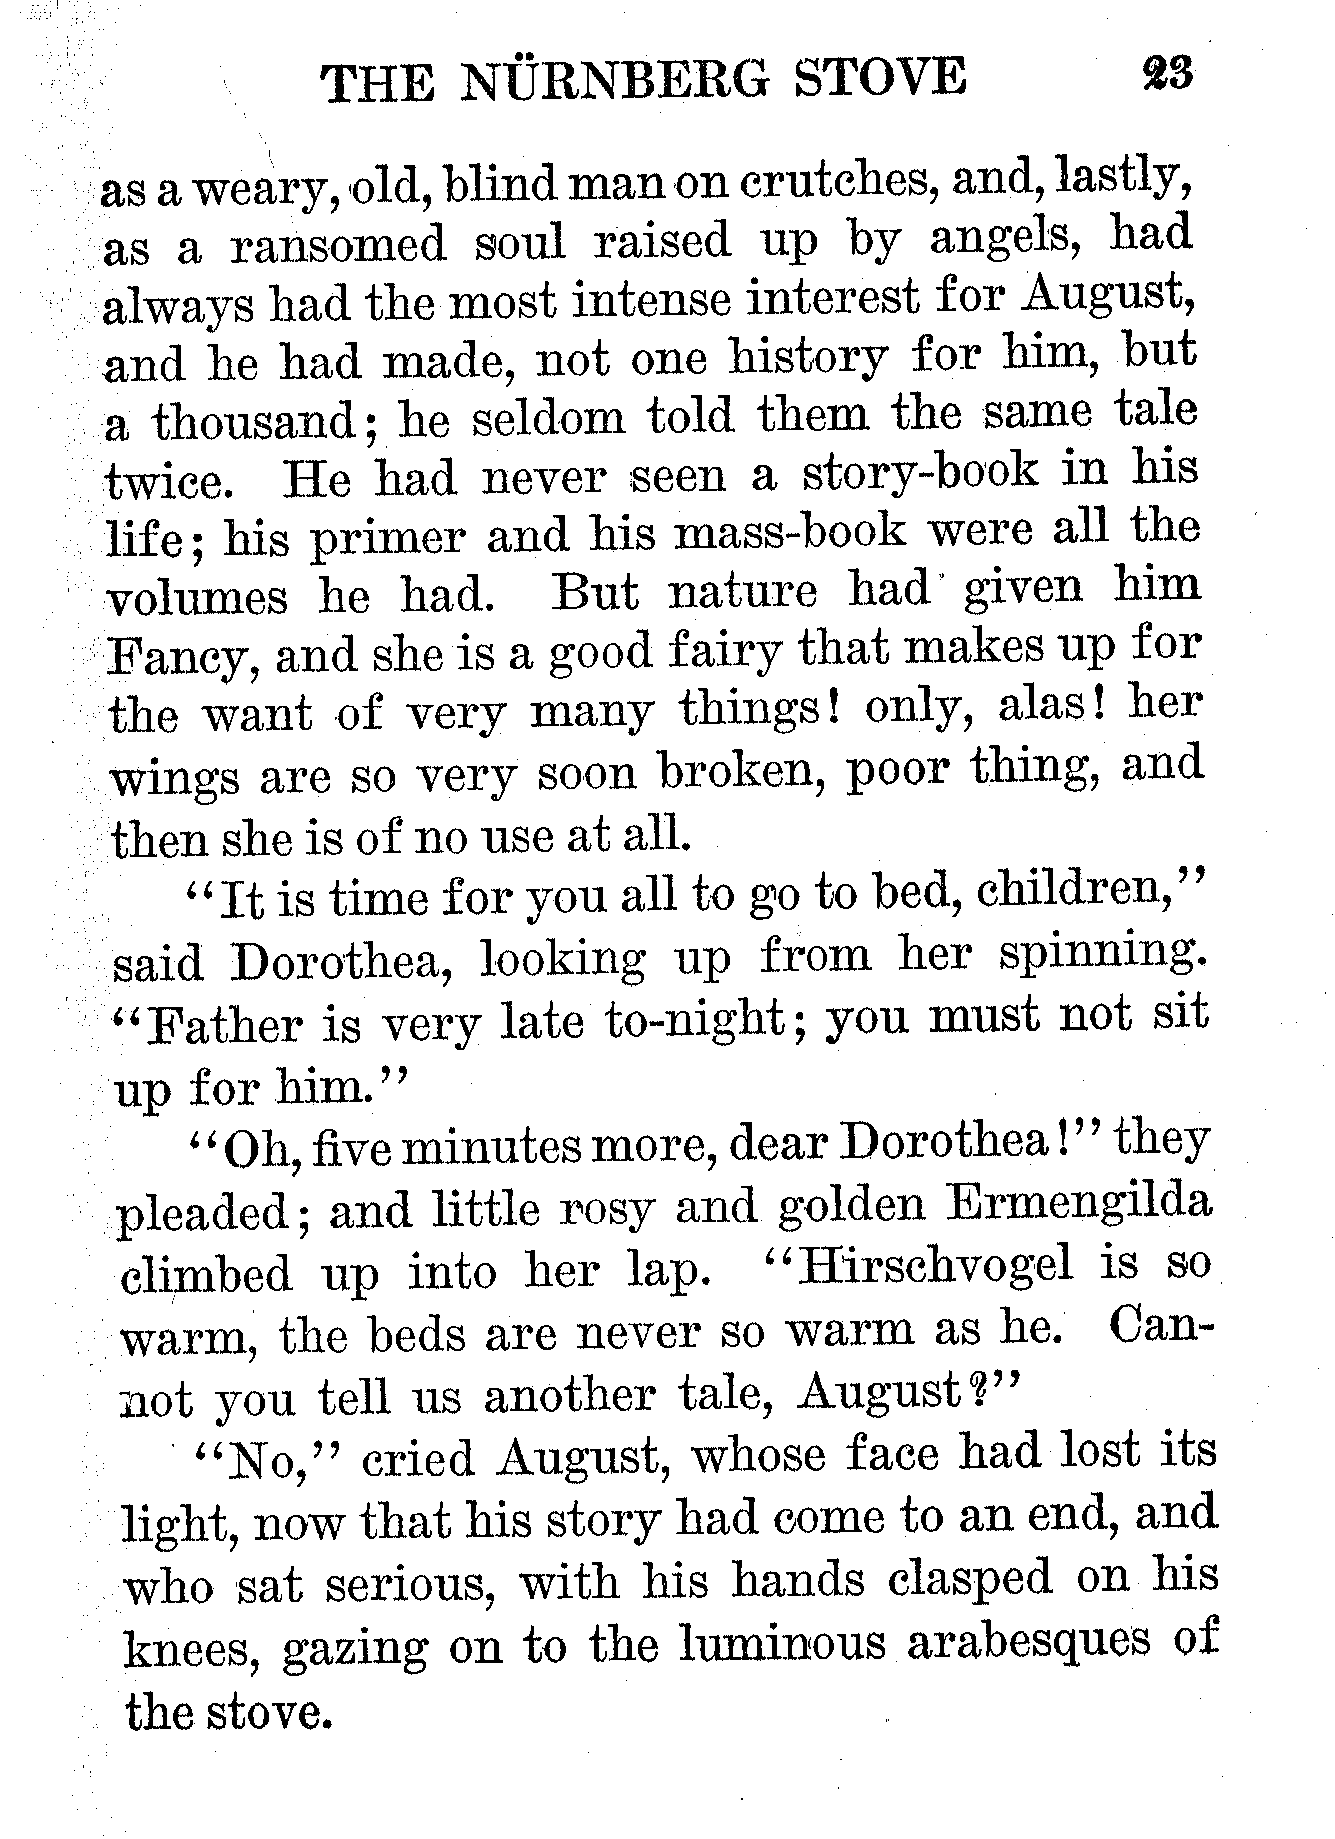 THE NÜRNBERG STOVE 23
as a weary, old, blind man on crutches, and, lastly,
as a ransomed soul raised up by angels, had
always had the most intense interest for August,
and he had made, not one history for him, but
a thousand; he seldom told them the same tale
twice. He had never seen a story-book in his
life; his primer and his mass-book were all the
volumes he had. But nature had given him
Fancy, and she is a good fairy that makes up for
the want of very many things! only, alas! her
wings are so very soon broken, poor thing, and
then she is of no use at all.
"It is time for you all to go to bed, children,"
said Dorothea, looking up from her spinning.
"Father is very late to-night; you must not sit
up for him."
"Oh, five minutes more, dear Dorothea!" they
pleaded; and little rosy and golden Ermengilda
climbed up into her lap. "Hirschvogel is so
warm, the beds are never so warm as he. Can-
not you tell us another tale, August?"
"No," cried August, whose face had lost its
light, now that his story had come to an end, and
who sat serious, with his hands clasped on his
knees, gazing on to the luminous arabesques of
the stove.